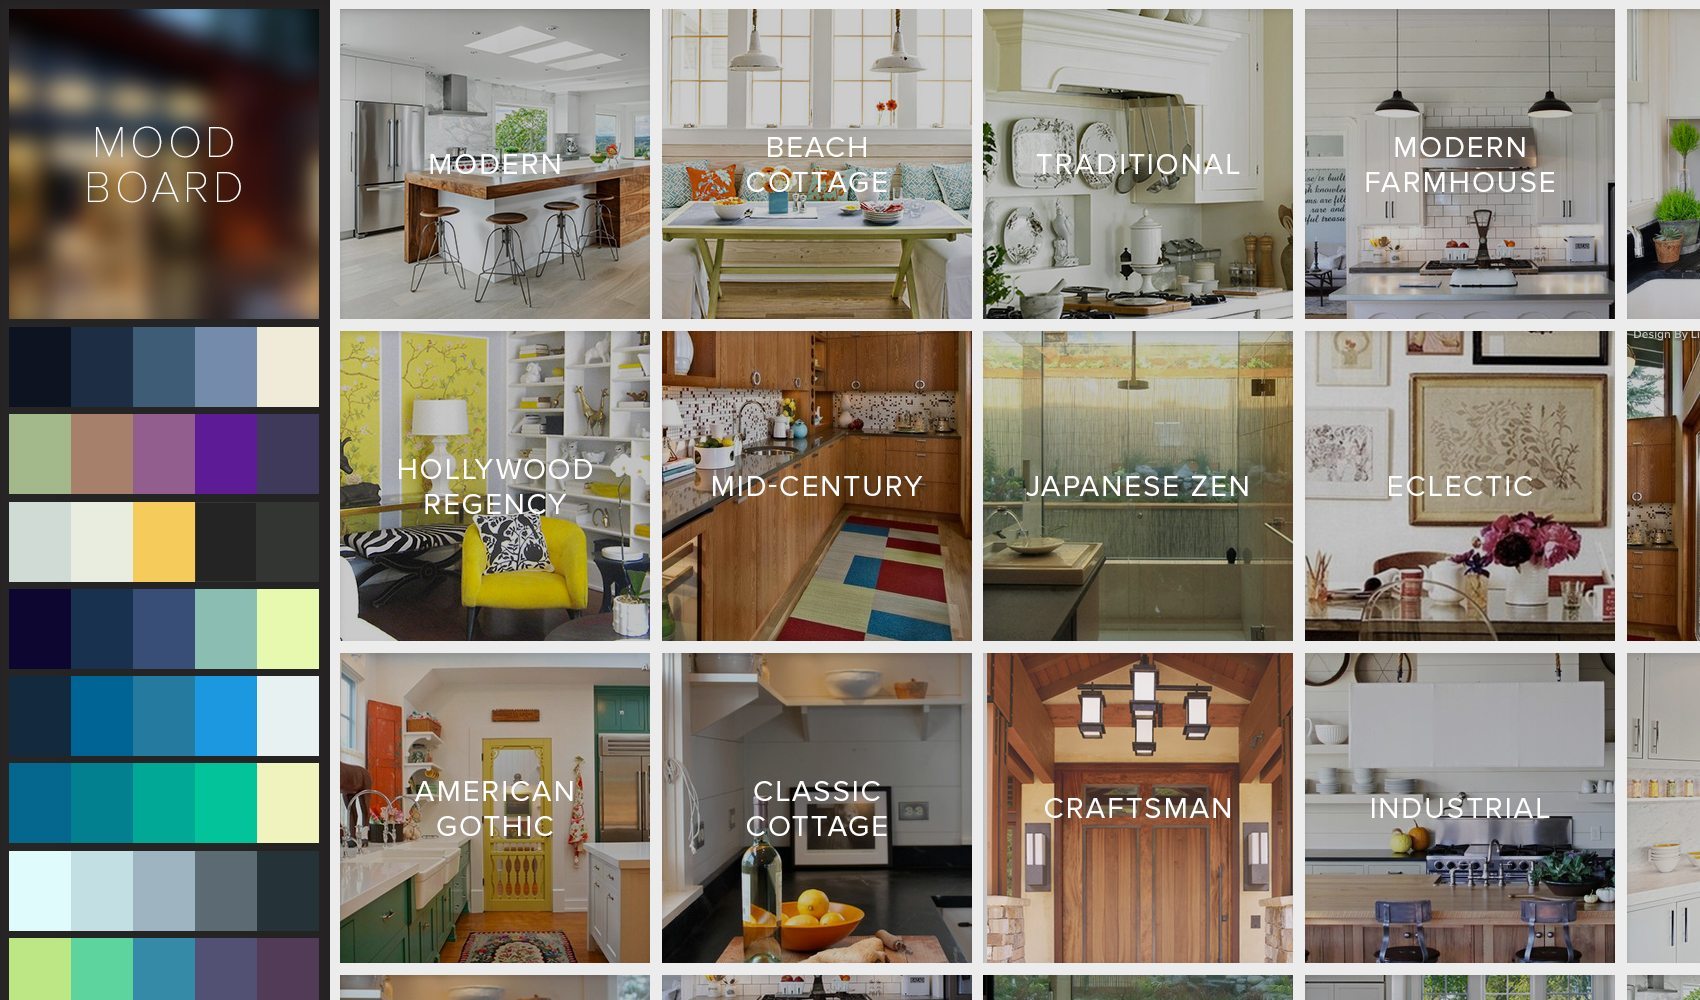 MOOD
BOARD
MODERN
BEACH
COTTAGE
TRADITIONAL
MODERN
FARMHOUSE
Design By Li
HOLLYWOOD
REGENCY
MID-CENTURY
JAPANESE ZEN
ECLECTIC
AMERICAN
GOTHIC
CLASSIC
COTTAGE
CRAFTSMAN
INDUSTRIAL